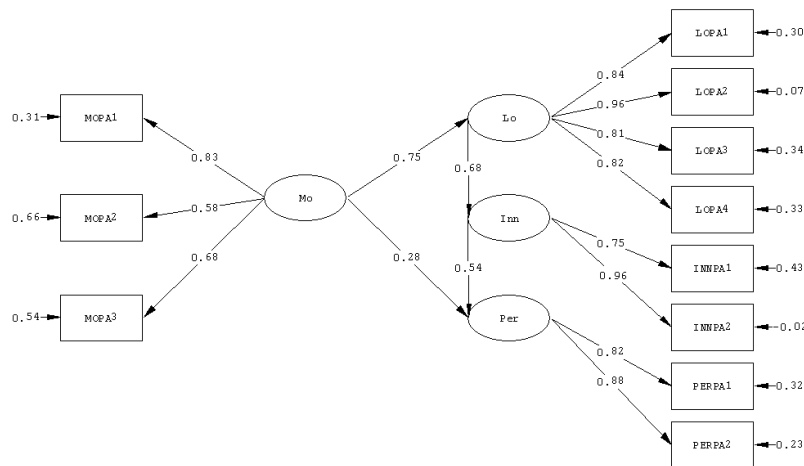 LOPA1
0.30
0.84
LOPA2
0.07
0.31
MOPA1
Lo
0.96
0.81
LOPA3
0.34
0.83
0.75
0.82
0.68
Mo
LOPA4
0.33
0.66
MOPA2
0.58
Inn
0.68
0.28
0.75
INNPA1
0.43
0.54
0.96
0.54
MOPA3
Per
INNPA2
0.02
0.82
0.88
PERPA1
0.32
PERPA2
0.23